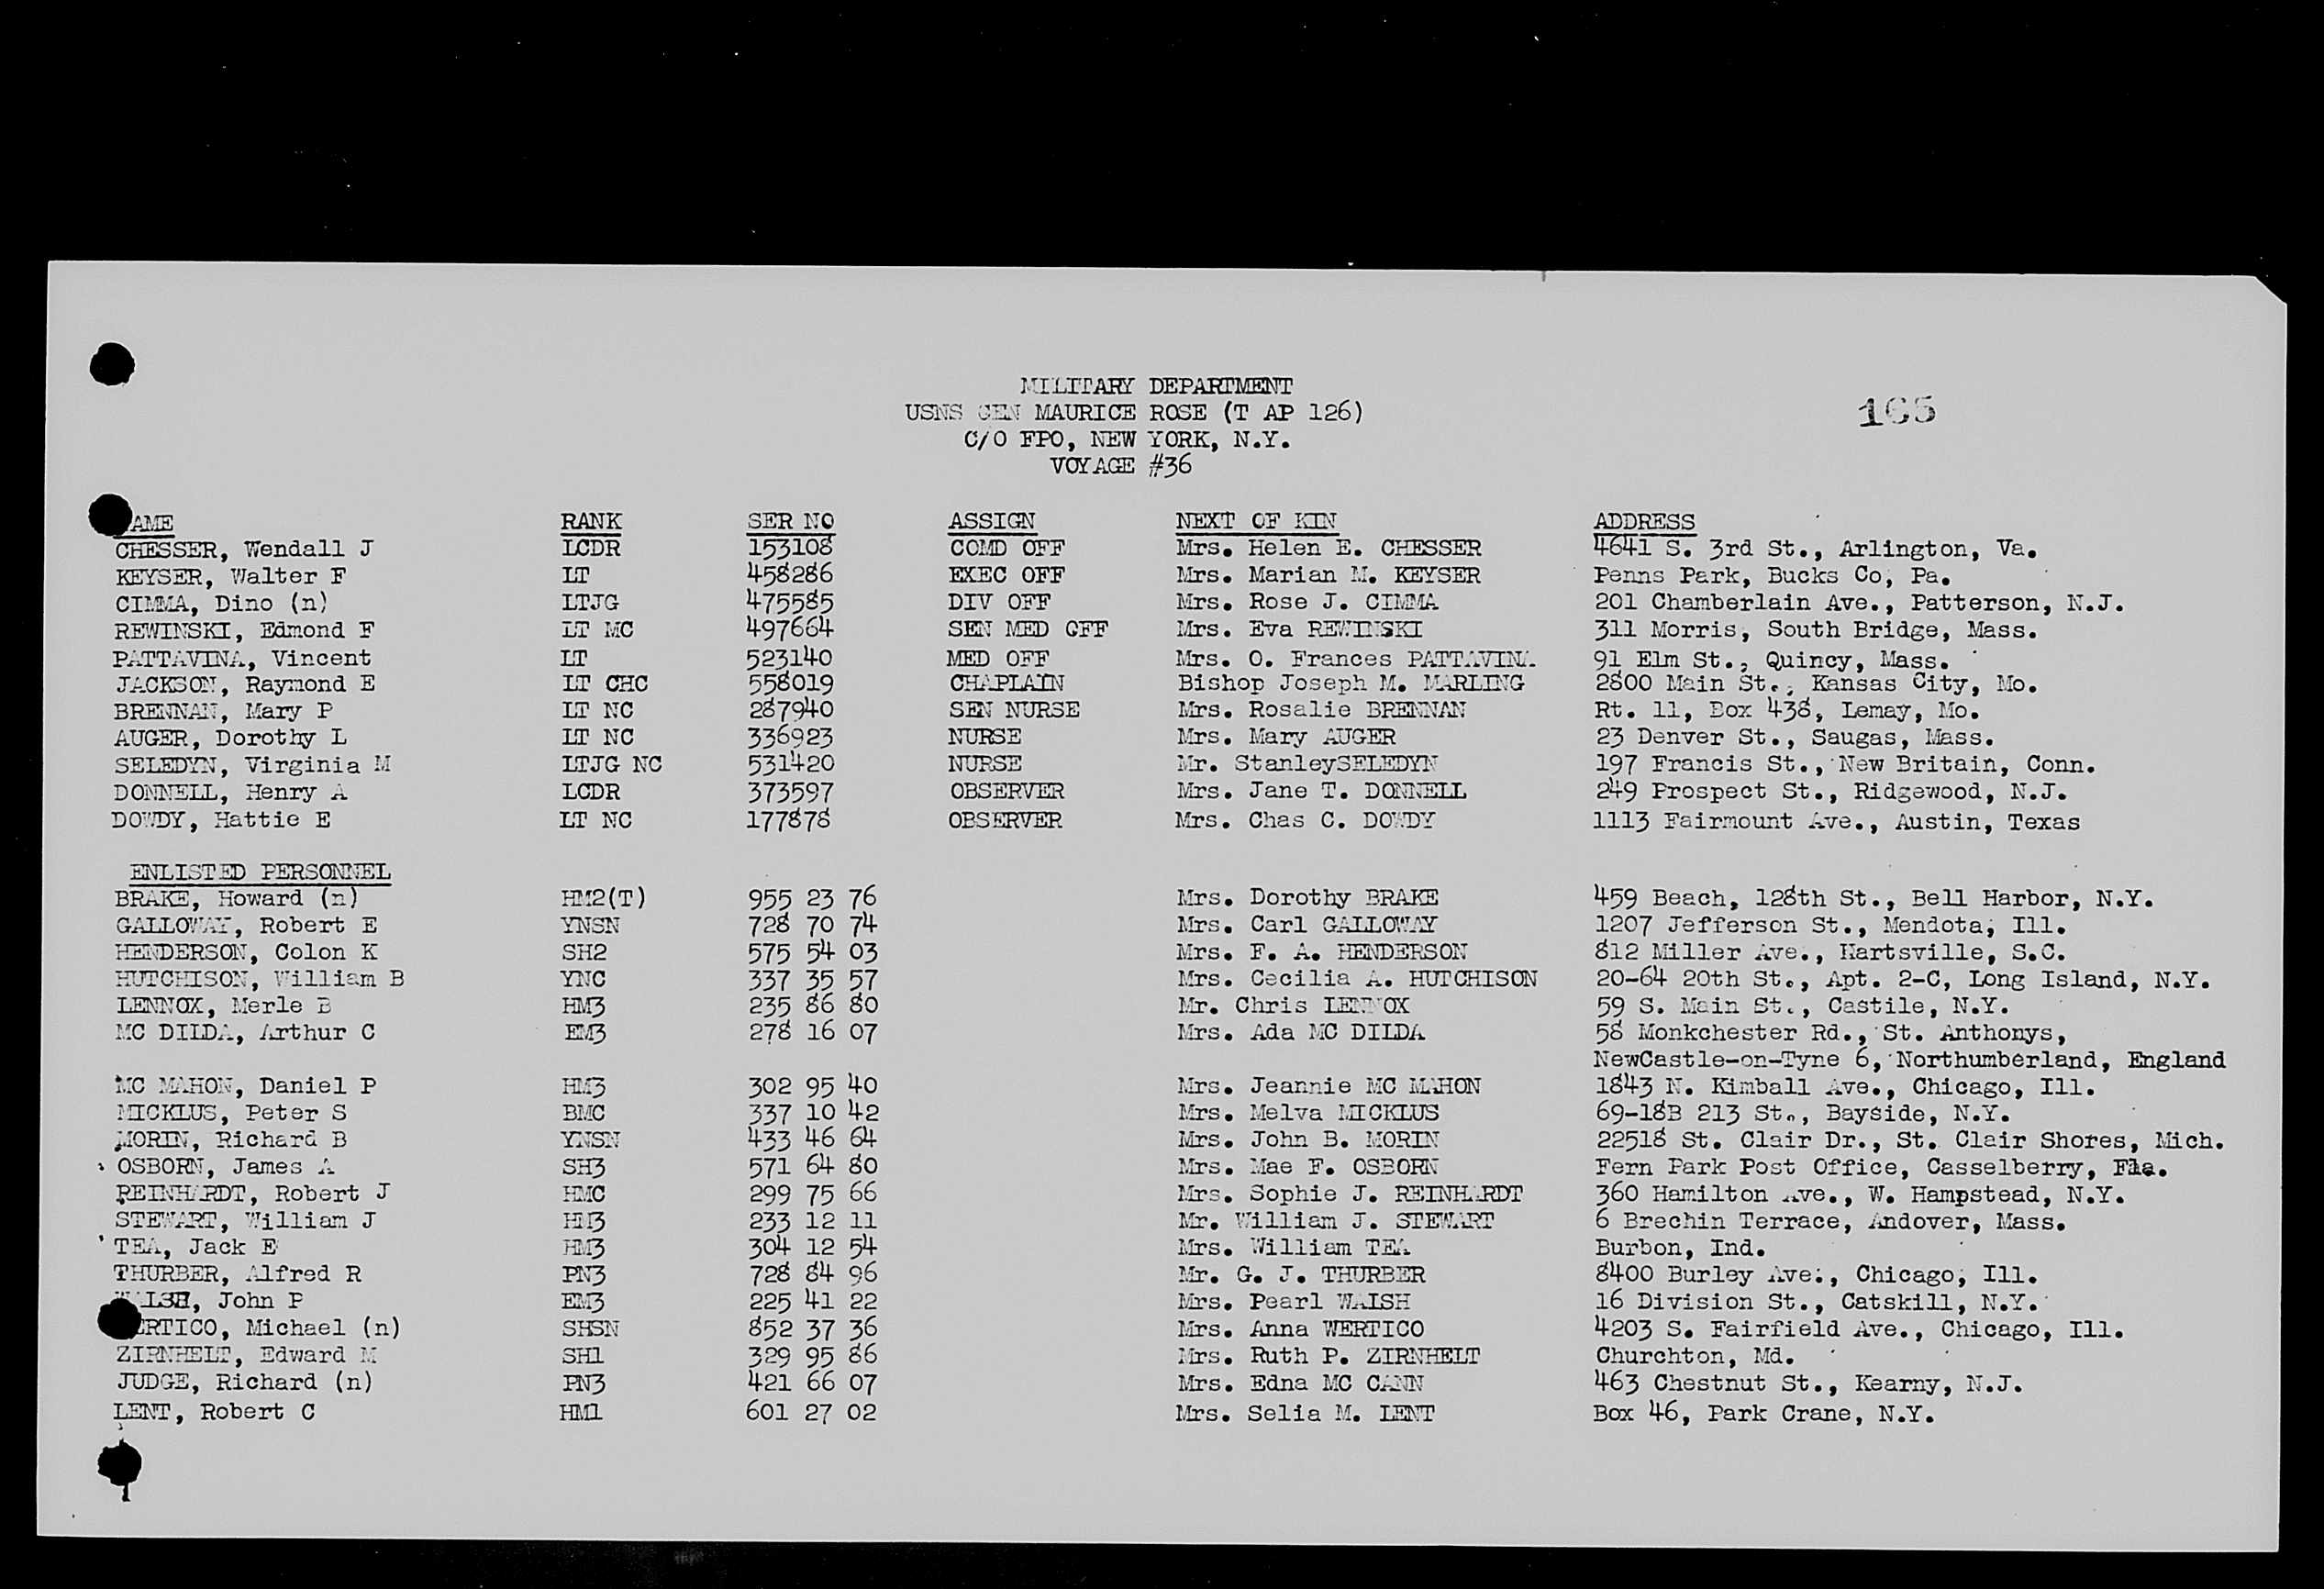 MILITARY DEPARTMENT
USNS GEN MAURICE ROSE (T AP 126)
165
C/O FPO, NEW YORK, N.Y.
VOYAGE #36
NAME RANK SER NO ASSIGN NEXT OF KIN ADDRESS
CHESSER, Wendall J LCDR 153108 COMD OFF Mrs. Helen E. CHESSER 4641 S. 3rd St., Arlington, Va.
KEYSER, Walter F LT 458286 EXEC OFF Mrs. Marian M. KEYSER Penns Park, Bucks Co, Pa.
CIMMA, Dino (n) LTJG 475585 DIV OFF Mrs. Rose J. CIMMA 201 Chamberlain Ave., Patterson, N.J.
REWINSKI, Edmond F LT MC 497664 SEN MED OFF Mrs. Eva REWINSKI 311 Morris, South Bridge, Mass.
PATTAVINA, Vincent LT 523140 MED OFF Mrs. O. Frances PATTAVINA 91 Elm St., Quincy, Mass.
JACKSON, Raymond E LT CHC 558019 CHAPLAIN Bishop Joseph M. MARLING 2800 Main St., Kansas City, Mo.
BRENNAN, Mary P LT NC 287940 SEN NURSE Mrs. Rosalie BRENNAN Rt. 11, Box 438, Lemay, Mo.
AUGER, Dorothy L LT NC 336923 NURSE Mrs. Mary AUGER 23 Denver St., Saugas, Mass.
SELEDYN, Virginia M LTJG NC 531420 NURSE Mr. StanleySELEDYN 197 Francis St., New Britain, Conn.
DONNELL, Henry A LCDR 373597 OBSERVER Mrs. Jane T. DONNELL 249 Prospect St., Ridgewood, N.J.
DOWDY, Hattie E LT NC 177878 OBSERVER Mrs. Chas C. DOWDY 1113 Fairmount Ave., Austin, Texas
ENLISTED PERSONNEL
BRAKE, Howard (n) HM2(T) 955 23 76 Mrs. Dorothy BRAKE 459 Beach, 128th St., Bell Harbor, N.Y.
GALLOWAY, Robert E YNSN 728 70 74 Mrs. Carl GALLOWAY 1207 Jefferson St., Mendota, Ill.
HENDERSON, Colon K SH2 575 54 03 Mrs. F. A. HENDERSON 812 Miller Ave., Hartsville, S.C.
HUTCHISON, William B YNC 337 35 57 Mrs. Cecilia A. HUTCHISON 20-64 20th St., Apt. 2-C, Long Island, N.Y.
LENNOX, Merle B HM3 235 86 80 Mr. Chris LENNOX 59 S. Main St., Castile, N.Y.
MC DILDA, Arthur C EM3 278 16 07 Mrs. Ada MC DILDA 58 Monkchester Rd., St. Anthonys,
NewCastle-on-Tyne 6, Northumberland, England
MC MAHON, Daniel P HM3 302 95 40 Mrs. Jeannie MC MAHON 1843 N. Kimball Ave., Chicago, Ill.
MICKLUS, Peter S BMC 337 10 42 Mrs. Melva MICKLUS 69-18B 213 St., Bayside, N.Y.
MORIN, Richard B YNSN 433 46 64 Mrs. John B. MORIN 22518 St. Clair Dr., St. Clair Shores, Mich.
OSBORN, James A SH3 571 64 80 Mrs. Mae F. OSBORN Fern Park Post Office, Casselberry, Fla.
REINHARDT, Robert J HMC 299 75 66 Mrs. Sophie J. REINHARDT 360 Hamilton Ave., W. Hampstead, N.Y.
STEWART, William J HM3 233 12 11 Mr. William J. STEWART 6 Brechin Terrace, Andover, Mass.
TEA, Jack E HM3 304 12 54 Mrs. William TEA Burbon, Ind.
THURBER, Alfred R PN3 728 84 96 Mr. G. J. THURBER 8400 Burley Ave., Chicago, Ill.
WALSH, John P EM3 225 41 22 Mrs. Pearl WALSH 16 Division St., Catskill, N.Y.
WERTICO, Michael (n) SHSN 852 37 36 Mrs. Anna WERTICO 4203 S. Fairfield Ave., Chicago, Ill.
ZIRNHELT, Edward M SH1 329 95 86 Mrs. Ruth P. ZIRNHELT Churchton, Md.
JUDGE, Richard (n) PN3 421 66 07 Mrs. Edna MC CANN 463 Chestnut St., Kearny, N.J.
LENT, Robert C HM1 601 27 02 Mrs. Selia M. LENT Box 46, Park Crane, N.Y.